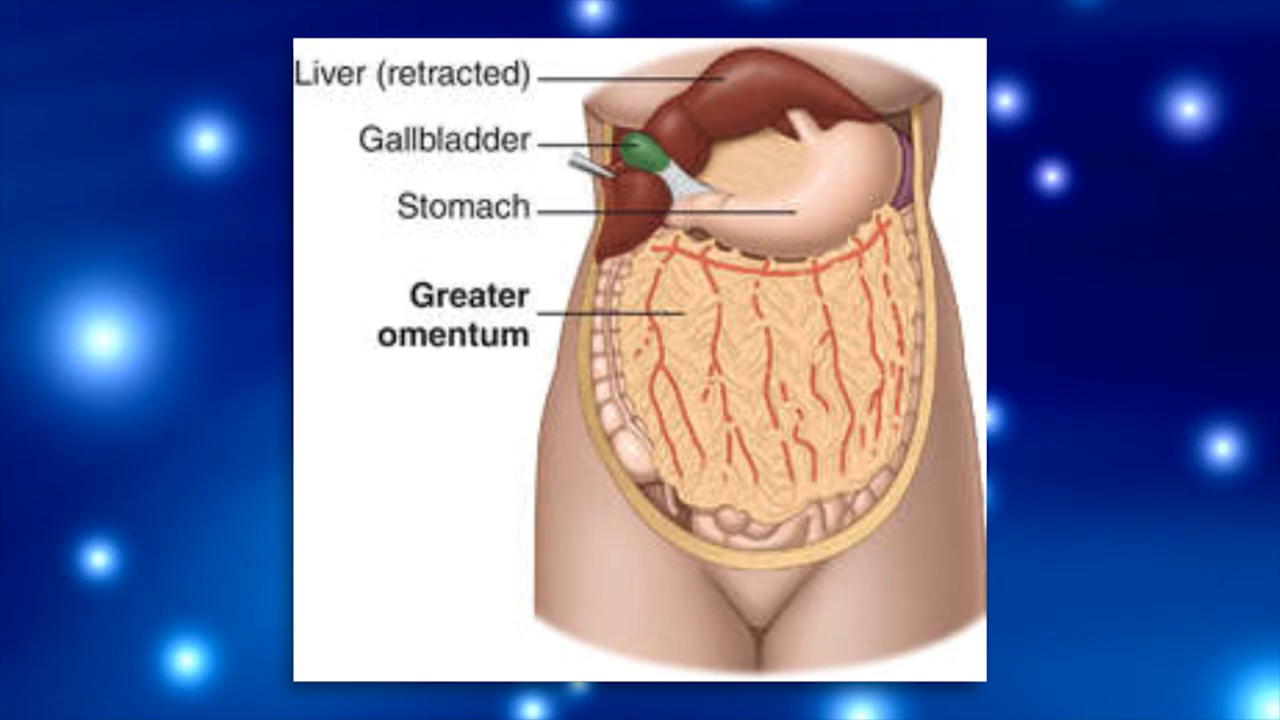 Liver (retracted)
Gallbladder
Stomach
Greater
omentum